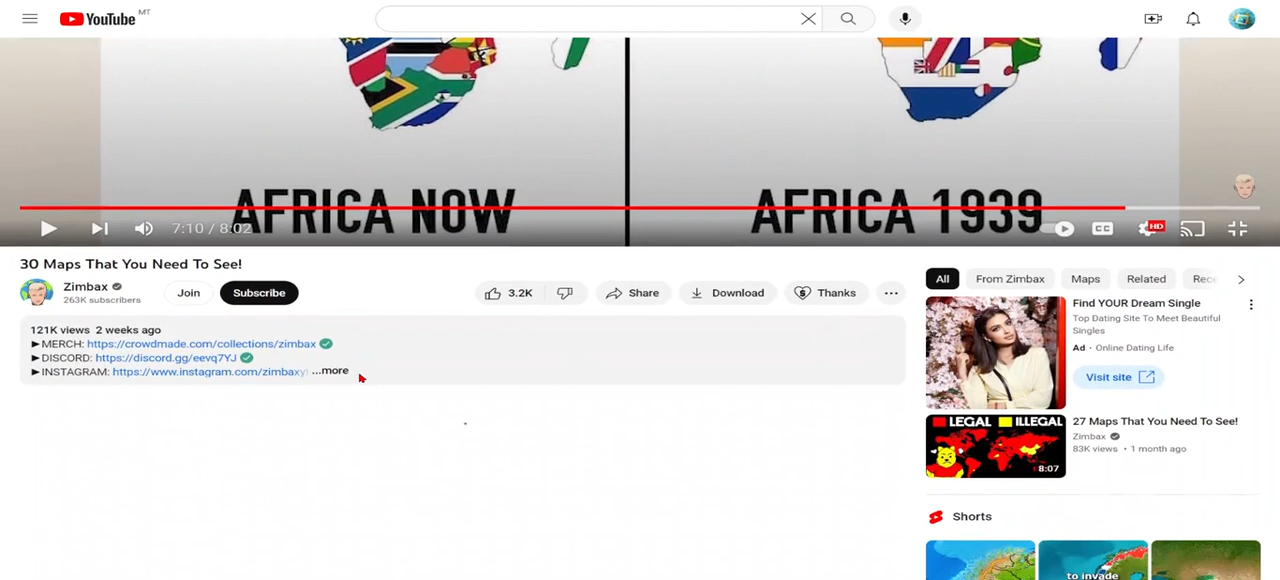 YouTube MT
AFRICA NOW
AFRICA 1939
7:10 / 8:02
CC
HD
30 Maps That You Need To See!
Zimbax
263K subscribers
Join
Subscribe
3.2K
Share
Download
Thanks
...
121K views 2 weeks ago
►MERCH: https://crowdmade.com/collections/zimbax
►DISCORD: https://discord.gg/eevq7YJ
►INSTAGRAM: https://www.instagram.com/zimbaxy ...more
All
From Zimbax
Maps
Related
Rece
Find YOUR Dream Single
Top Dating Site To Meet Beautiful
Singles
Ad · Online Dating Life
Visit site
LEGAL ILLEGAL
8:07
27 Maps That You Need To See!
Zimbax
83K views • 1 month ago
Shorts
to invade